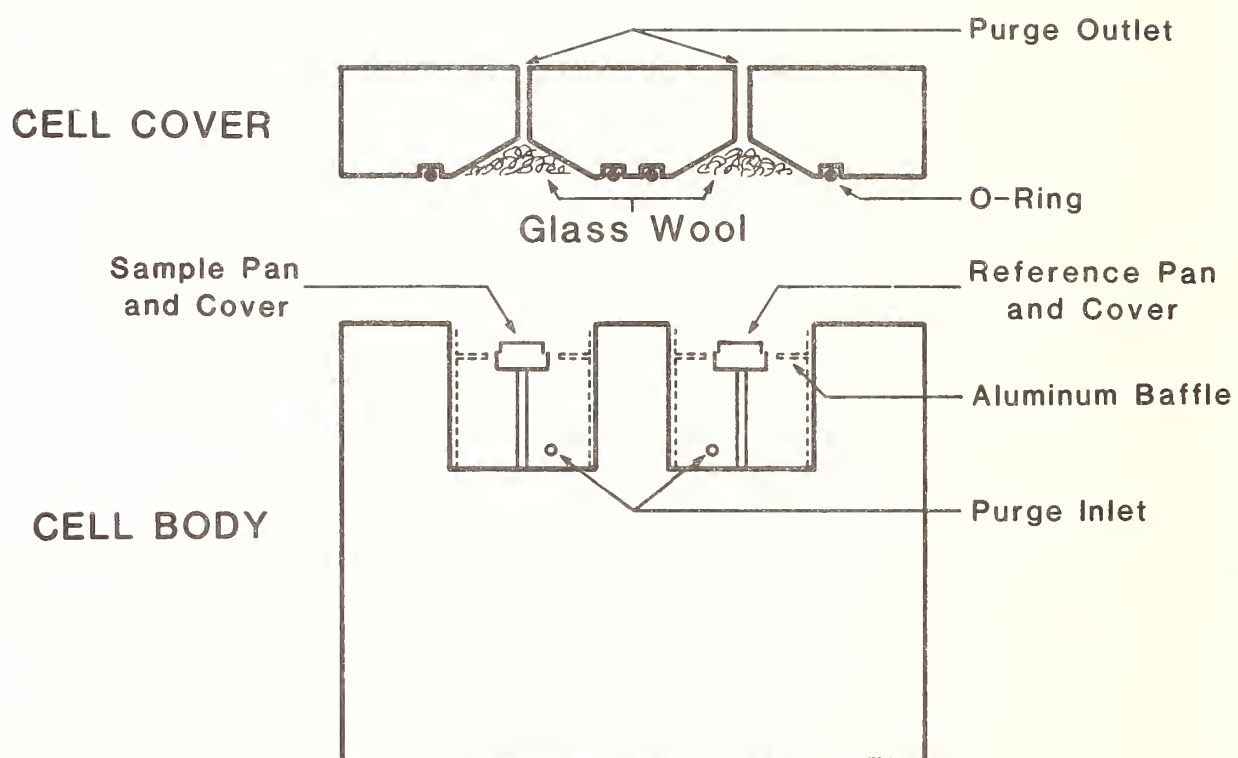 Purge Outlet
CELL COVER
O-Ring
Glass Wool
Sample Pan
and Cover
Reference Pan
and Cover
Aluminum Baffle
Purge Inlet
CELL BODY